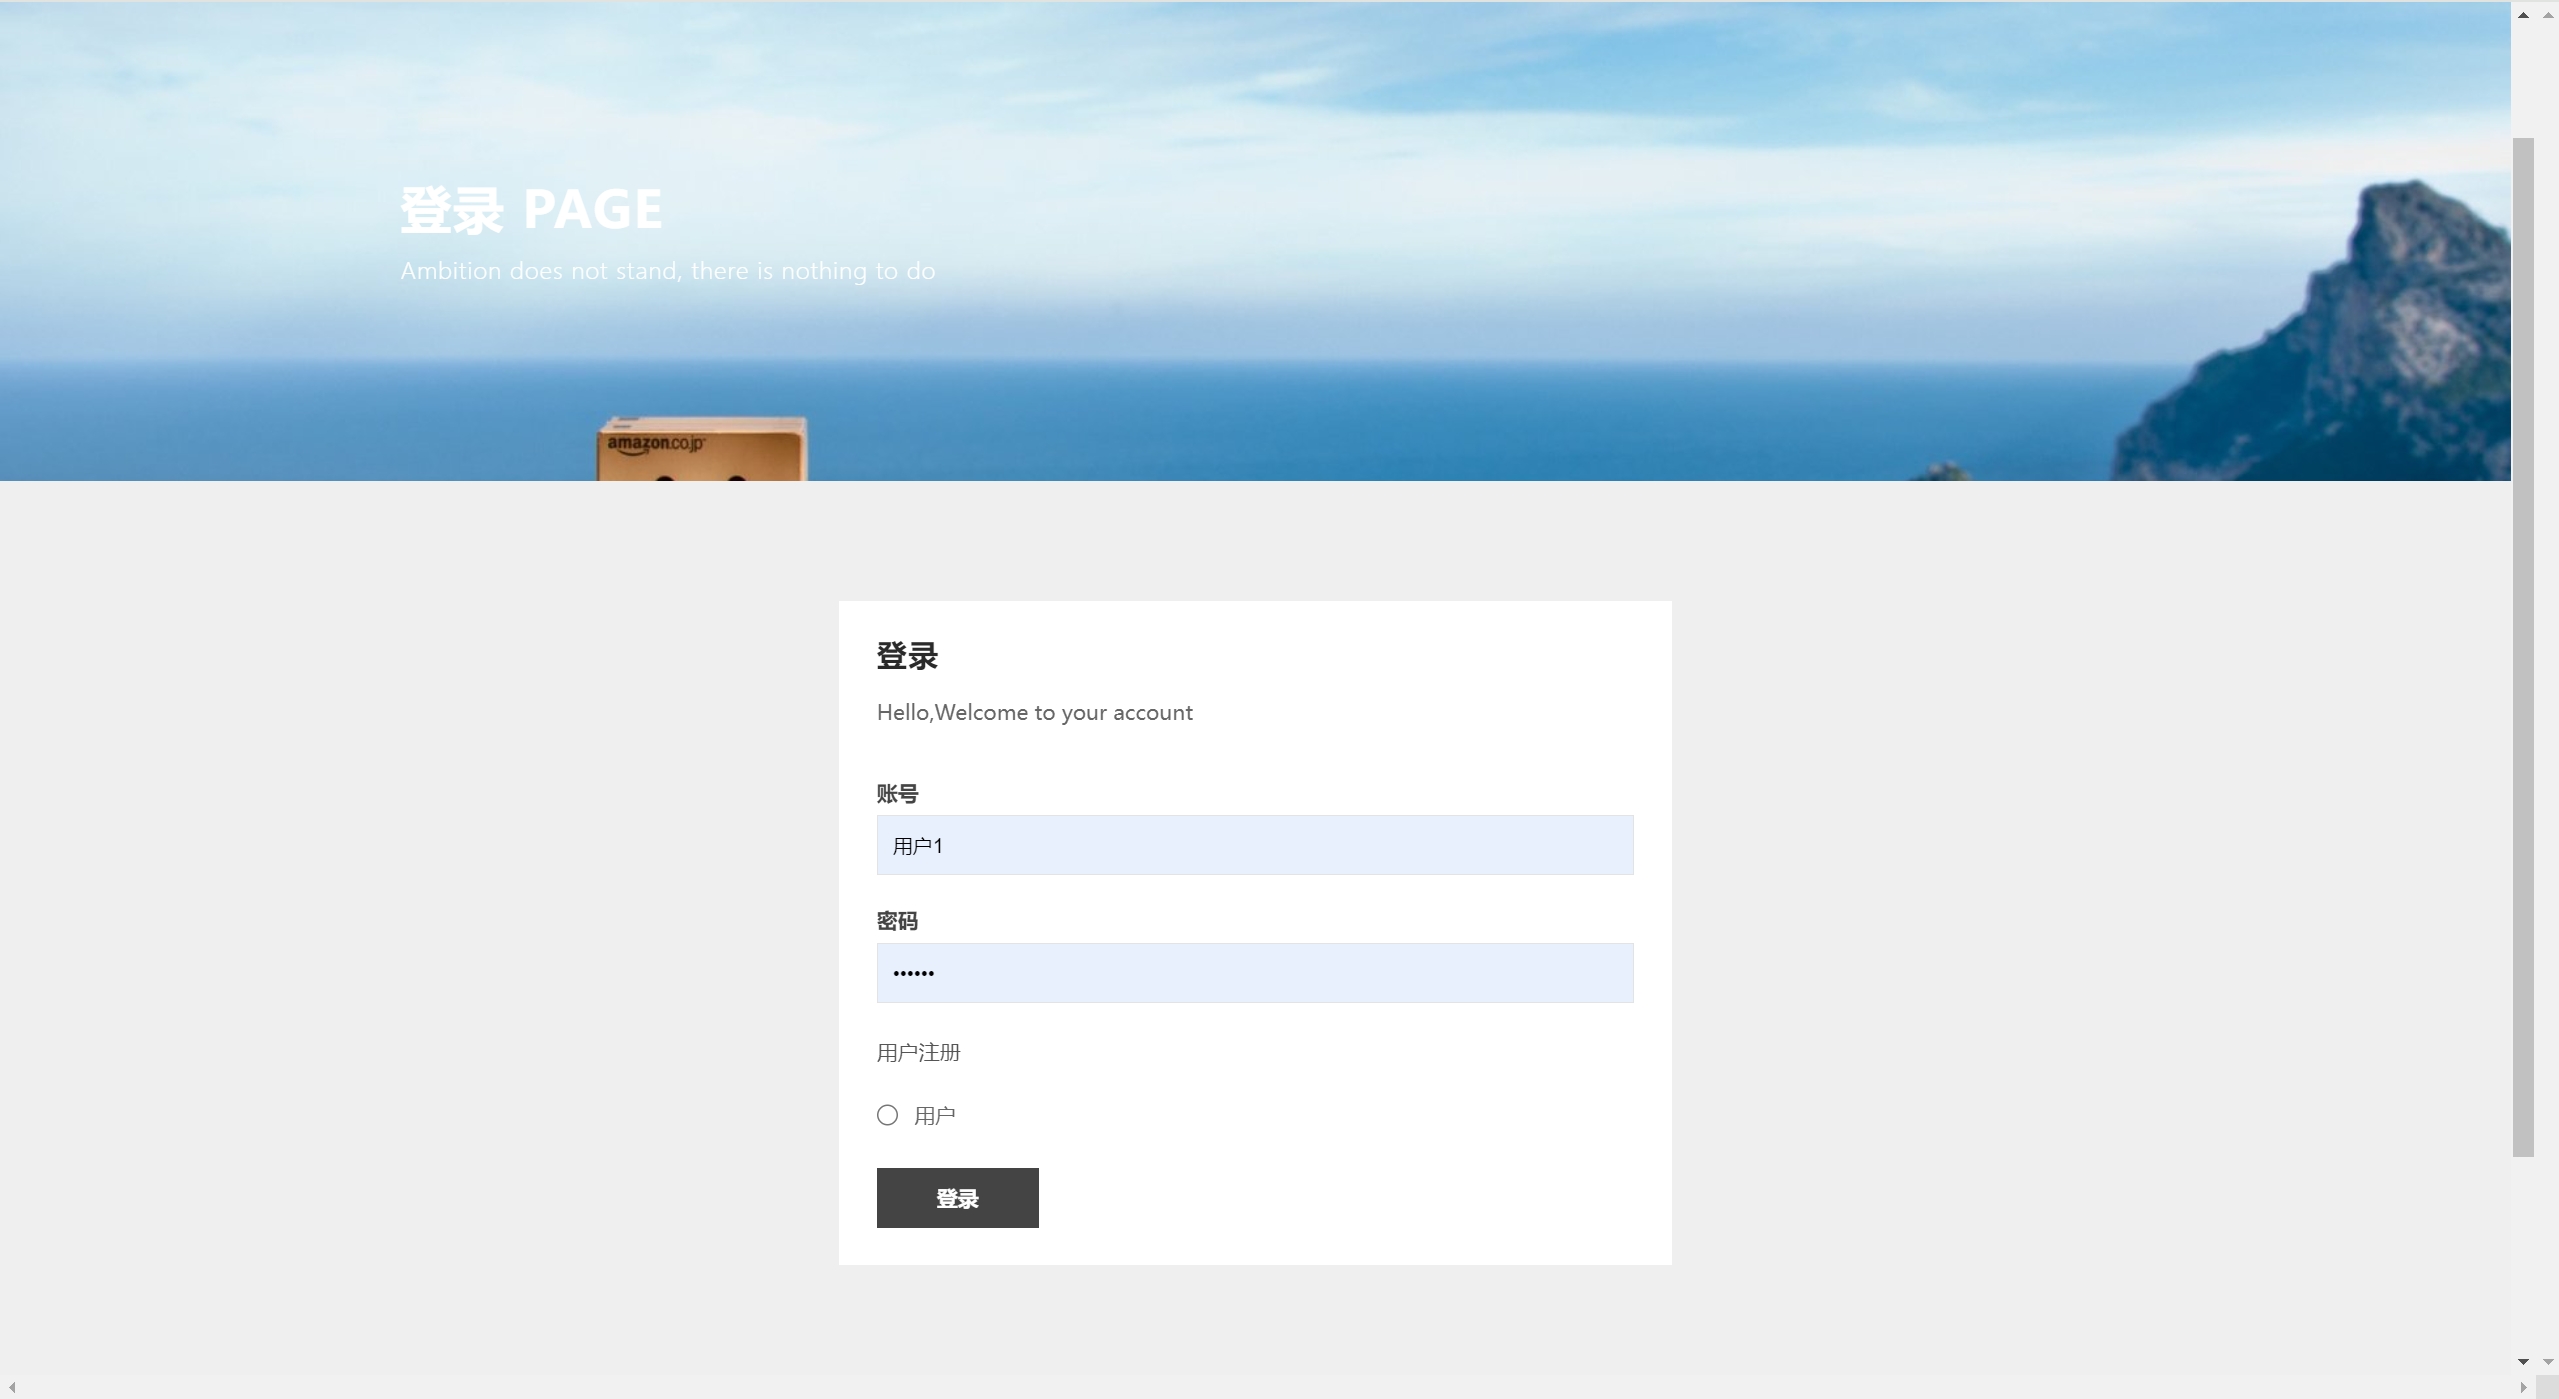 登录 PAGE
Ambition does not stand, there is nothing to do
amazon.co.jp
登录
Hello,Welcome to your account
账号
用户1
密码
••••••
用户注册
用户
登录